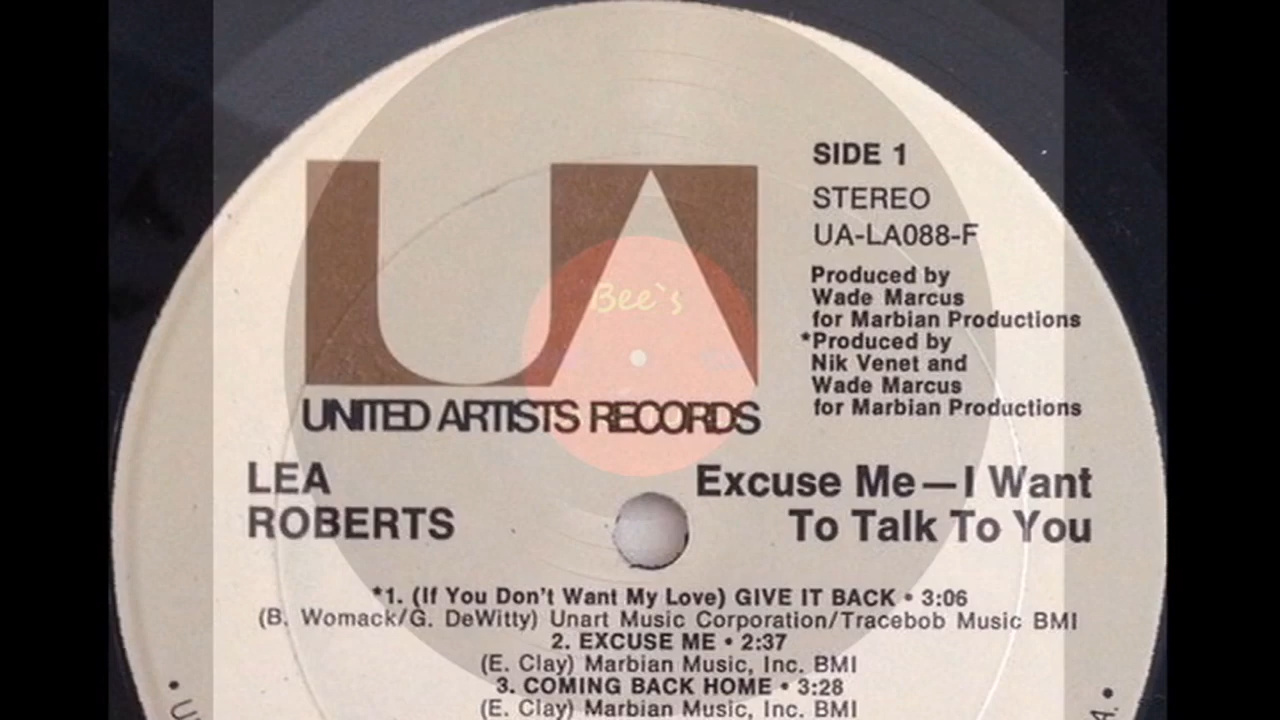 UNITED ARTISTS RECORDS
SIDE 1
STEREO
UA-LA088-F
Produced by
Wade Marcus
for Marbian Productions
*Produced by
Nik Venet and
Wade Marcus
for Marbian Productions
Bee`s
LEA
ROBERTS
Excuse Me—I Want
To Talk To You
*1. (If You Don't Want My Love) GIVE IT BACK • 3:06
(B. Womack/G. DeWitty) Unart Music Corporation/Tracebob Music BMI
2. EXCUSE ME • 2:37
(E. Clay) Marbian Music, Inc. BMI
3. COMING BACK HOME • 3:28
(E. Clay) Marbian Music, Inc. BMI